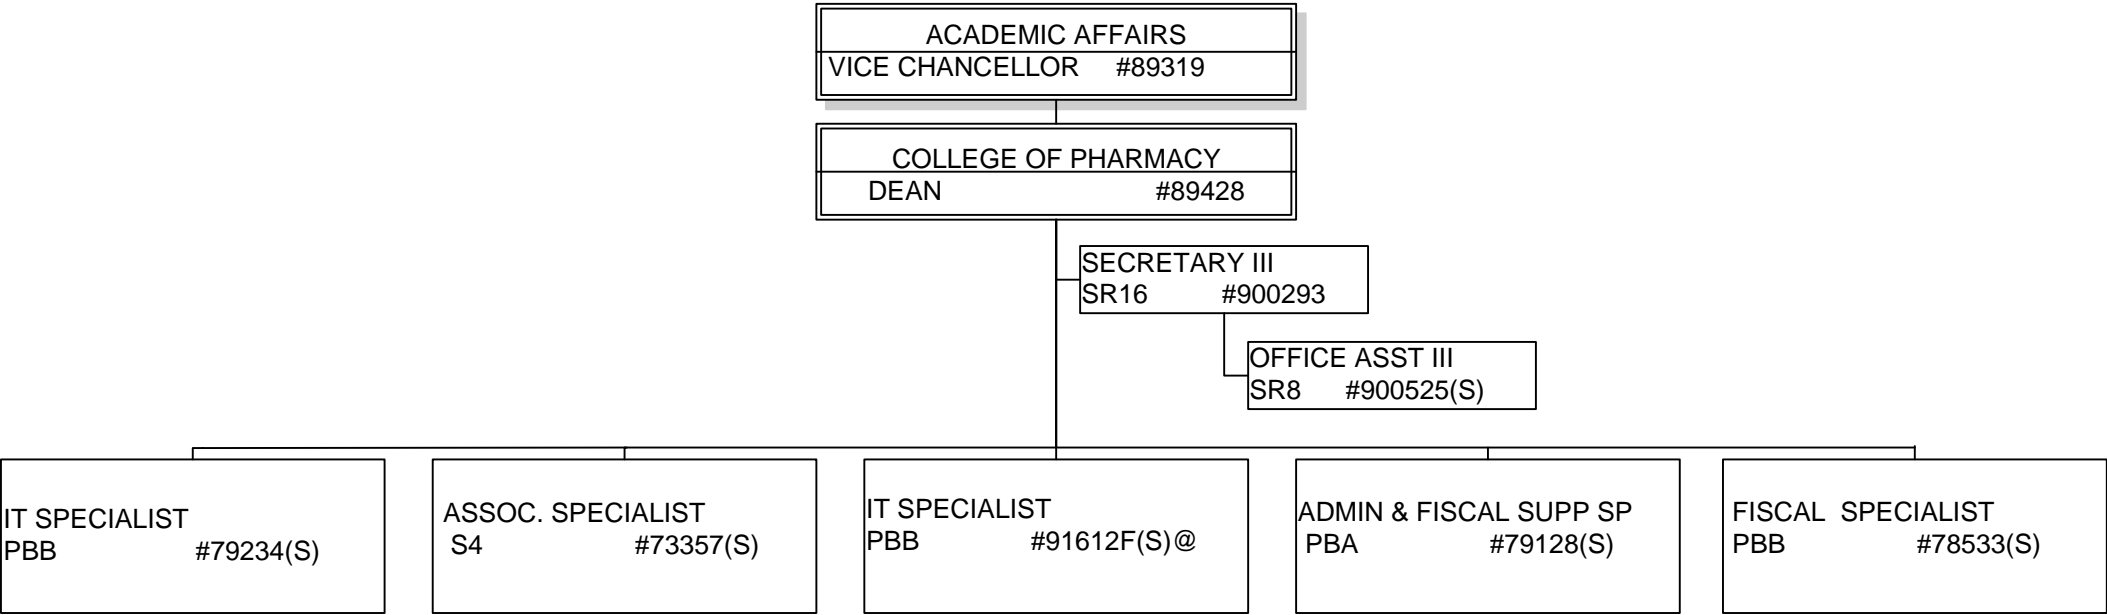 ACADEMIC AFFAIRS
VICE CHANCELLOR #89319
COLLEGE OF PHARMACY
DEAN #89428
SECRETARY III
SR16 #900293
OFFICE ASST III
SR8 #900525(S)
IT SPECIALIST
PBB #79234(S)
ASSOC. SPECIALIST
S4 #73357(S)
IT SPECIALIST
PBB #91612F(S)@
ADMIN & FISCAL SUPP SP
PBA #79128(S)
FISCAL SPECIALIST
PBB #78533(S)